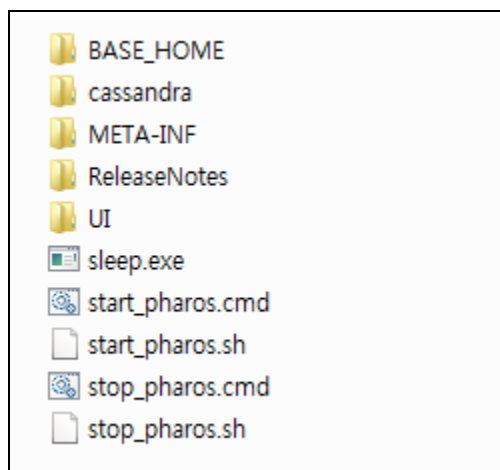 BASE_HOME
cassandra
META-INF
ReleaseNotes
UI
sleep.exe
start_pharos.cmd
start_pharos.sh
stop_pharos.cmd
stop_pharos.sh